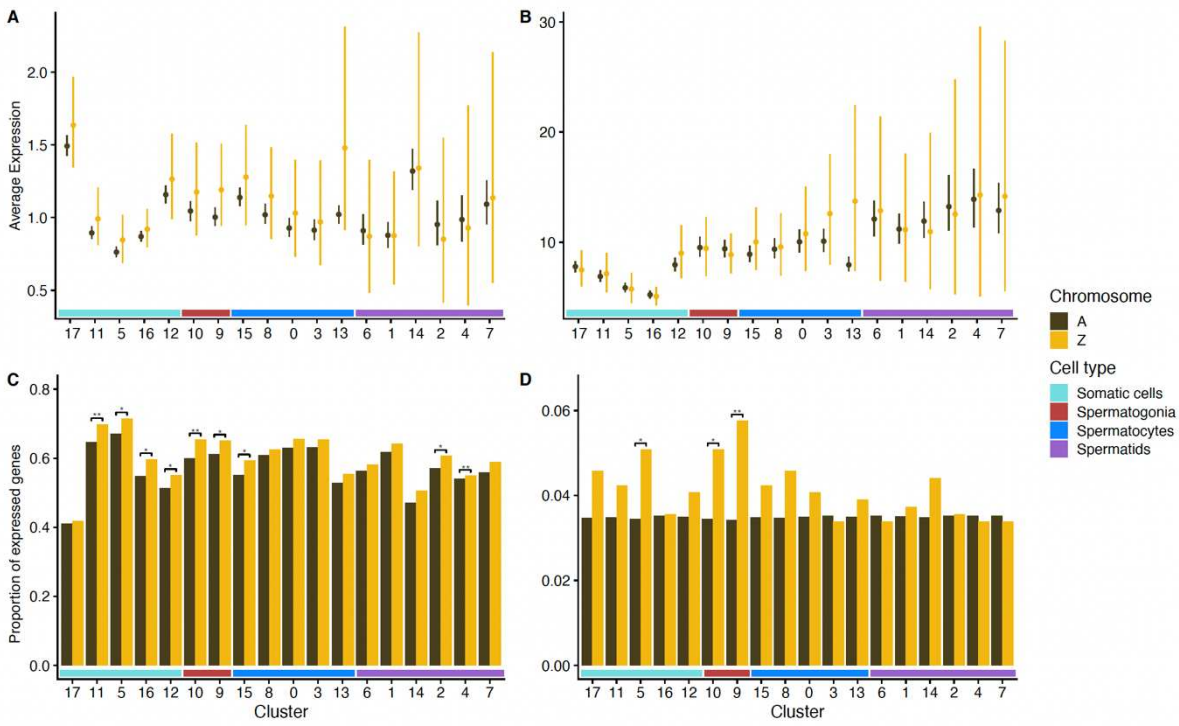 A
Average Expression
2.0
1.5
1.0
0.5
17 11 5 16 12 10 9 15 8 0 3 13 6 1 14 2 4 7
B
30
20
10
17 11 5 16 12 10 9 15 8 0 3 13 6 1 14 2 4 7
Chromosome
A
Z
Cell type
Somatic cells
Spermatogonia
Spermatocytes
Spermatids
C
Proportion of expressed genes
0.8
0.6
0.4
0.2
0.0
** * * * ** * * * **
17 11 5 16 12 10 9 15 8 0 3 13 6 1 14 2 4 7
Cluster
D
0.06
0.04
0.02
0.00
* * **
17 11 5 16 12 10 9 15 8 0 3 13 6 1 14 2 4 7
Cluster